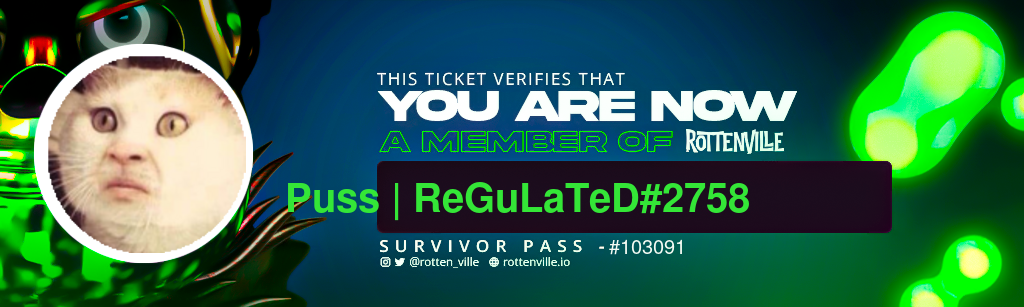 THIS TICKET VERIFIES THAT
YOU ARE NOW
A MEMBER OF ROTTENVILLE
Puss | ReGuLaTeD#2758
SURVIVOR PASS - #103091
@rotten_ville rottenville.io